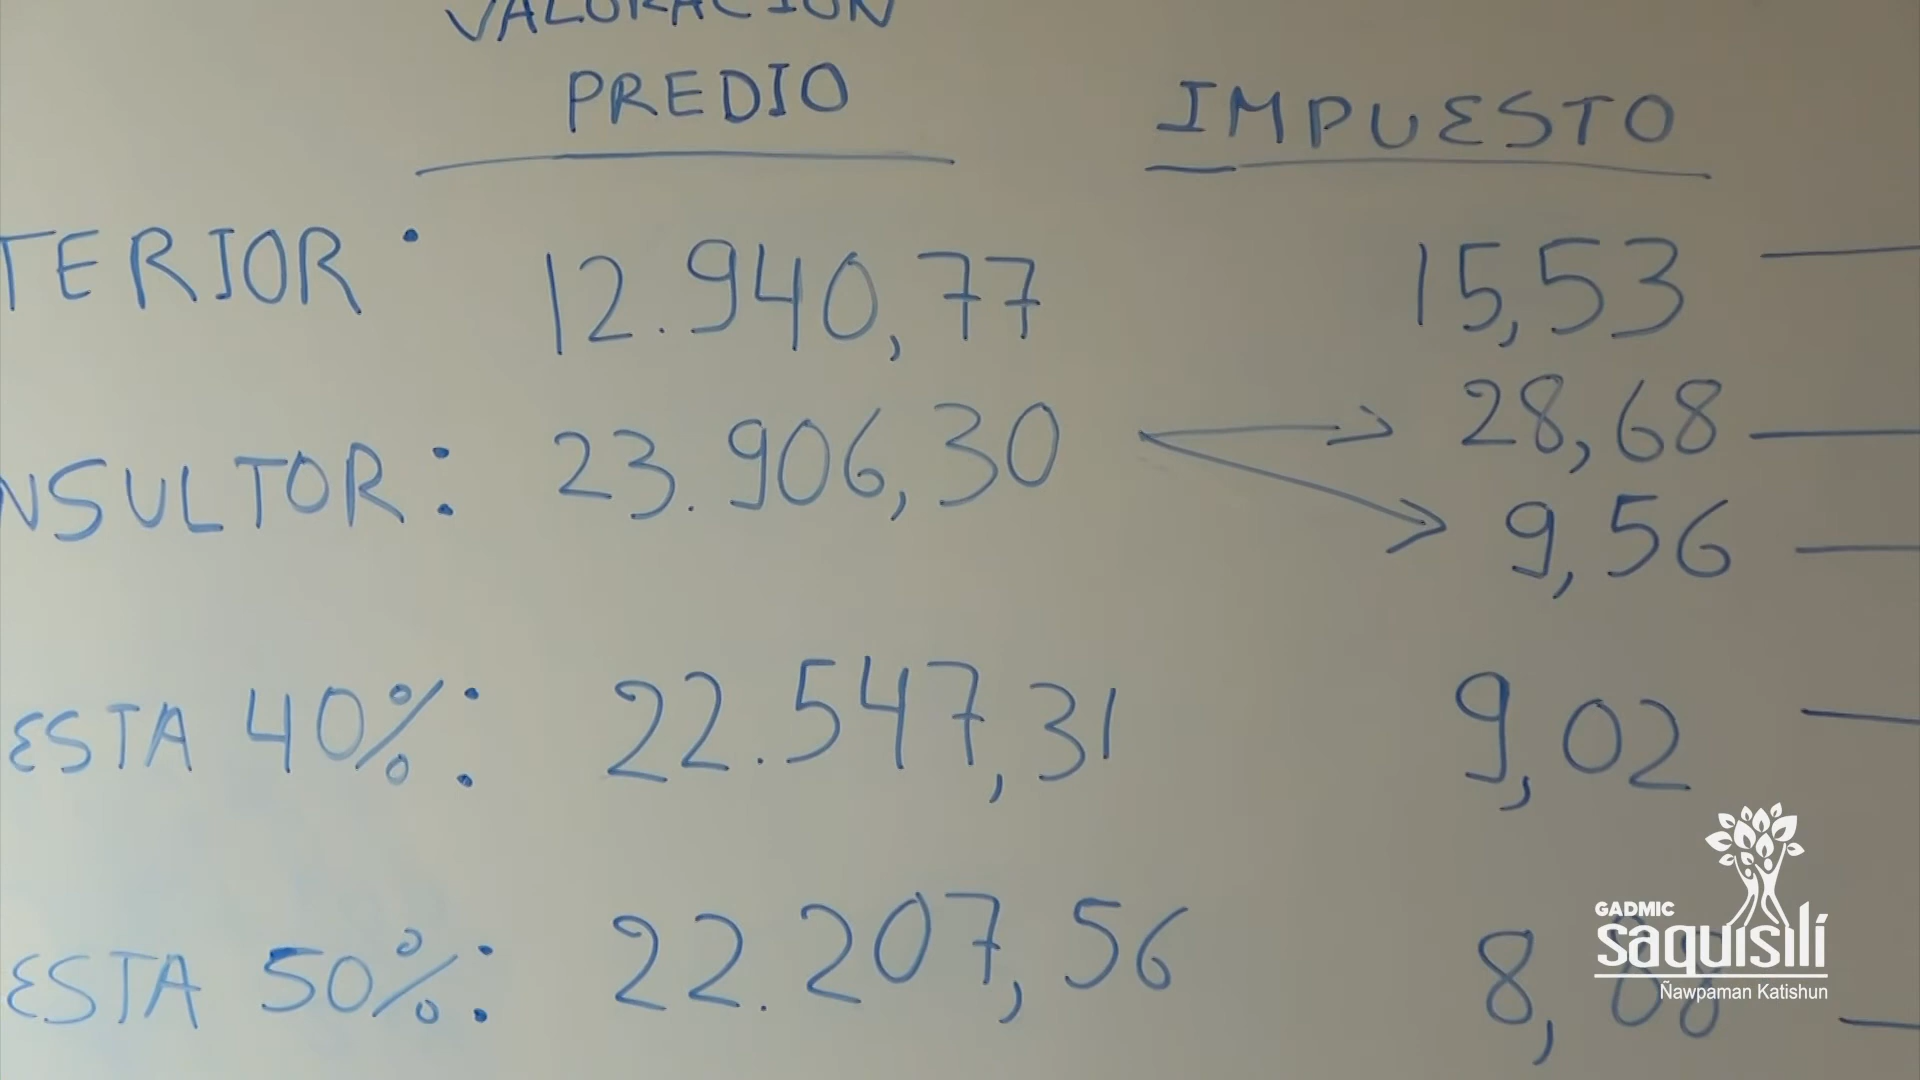 VALORACION
PREDIO
IMPUESTO
TERIOR: 12.940,77 15,53
NSULTOR: 23.906,30 28,68
9,56
ESTA 40%: 22.547,31 9,02
ESTA 50%: 22.207,56
GADMIC
saquisilí
Ñawpaman Katishun